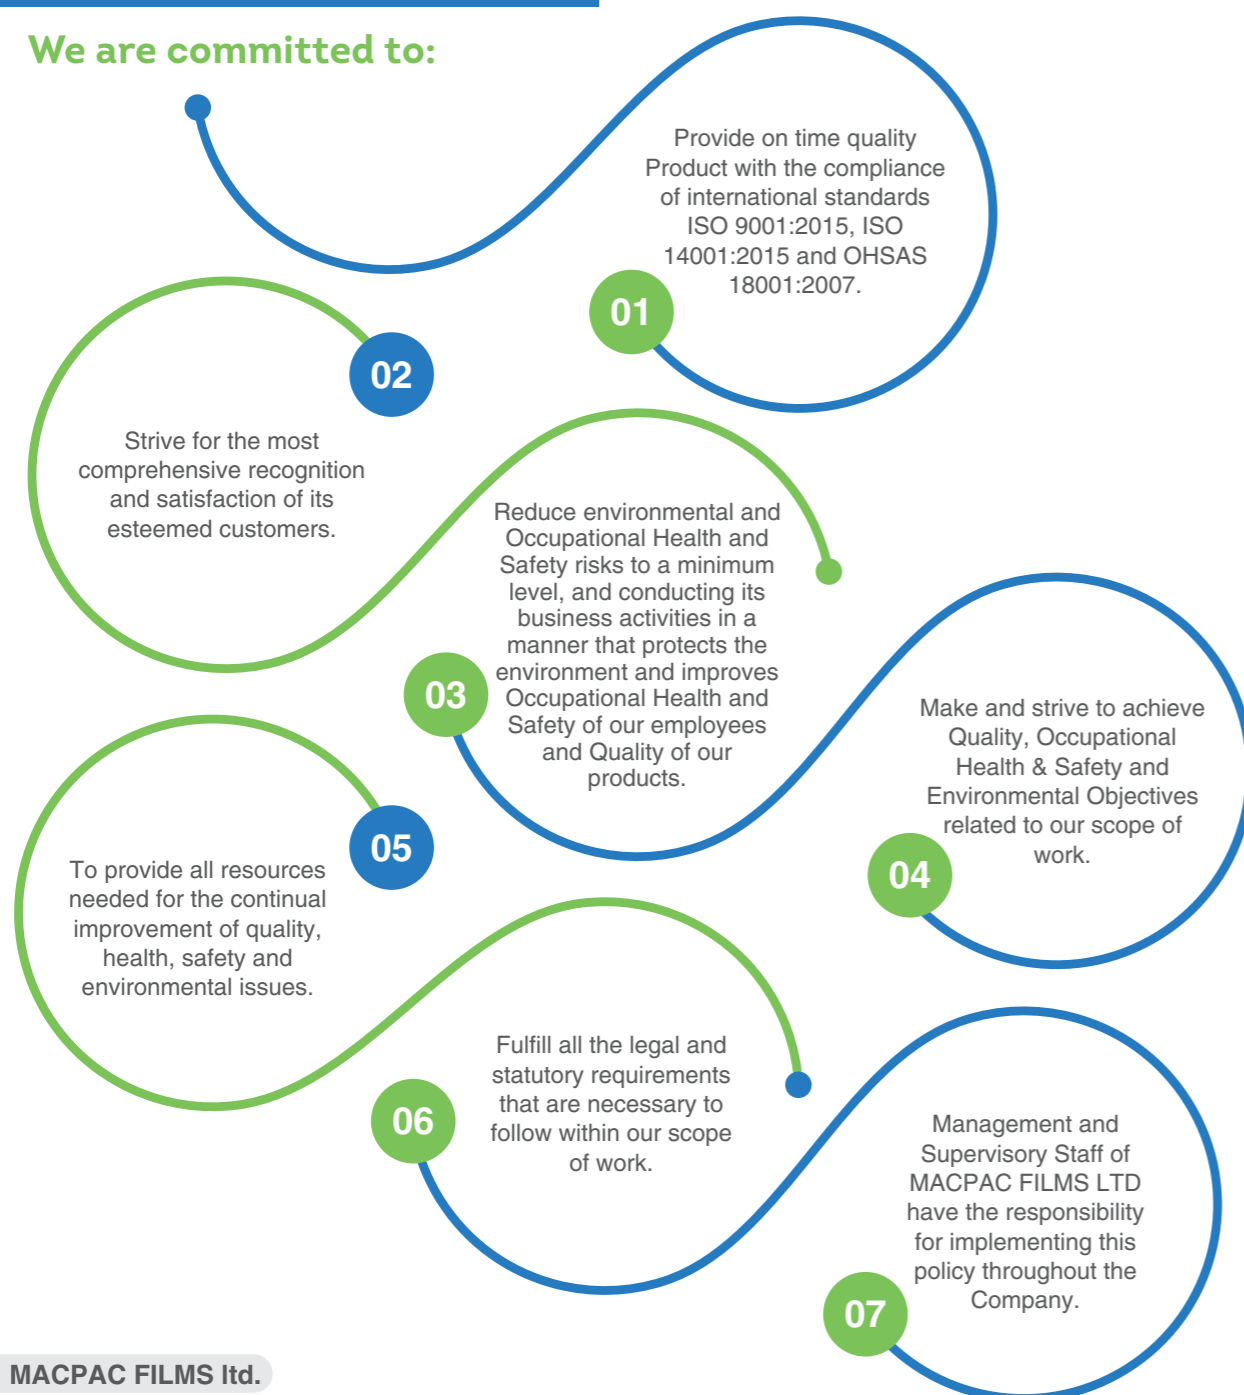 We are committed to:
Provide on time quality
Product with the compliance
of international standards
ISO 9001:2015, ISO
14001:2015 and OHSAS
18001:2007.
01
02
Strive for the most
comprehensive recognition
and satisfaction of its
esteemed customers.
Reduce environmental and
Occupational Health and
Safety risks to a minimum
level, and conducting its
business activities in a
manner that protects the
environment and improves
Occupational Health and
Safety of our employees
and Quality of our
products.
03
Make and strive to achieve
Quality, Occupational
Health & Safety and
Environmental Objectives
related to our scope of
work.
04
05
To provide all resources
needed for the continual
improvement of quality,
health, safety and
environmental issues.
Fulfill all the legal and
statutory requirements
that are necessary to
follow within our scope
of work.
06
Management and
Supervisory Staff of
MACPAC FILMS LTD
have the responsibility
for implementing this
policy throughout the
Company.
07
MACPAC FILMS ltd.